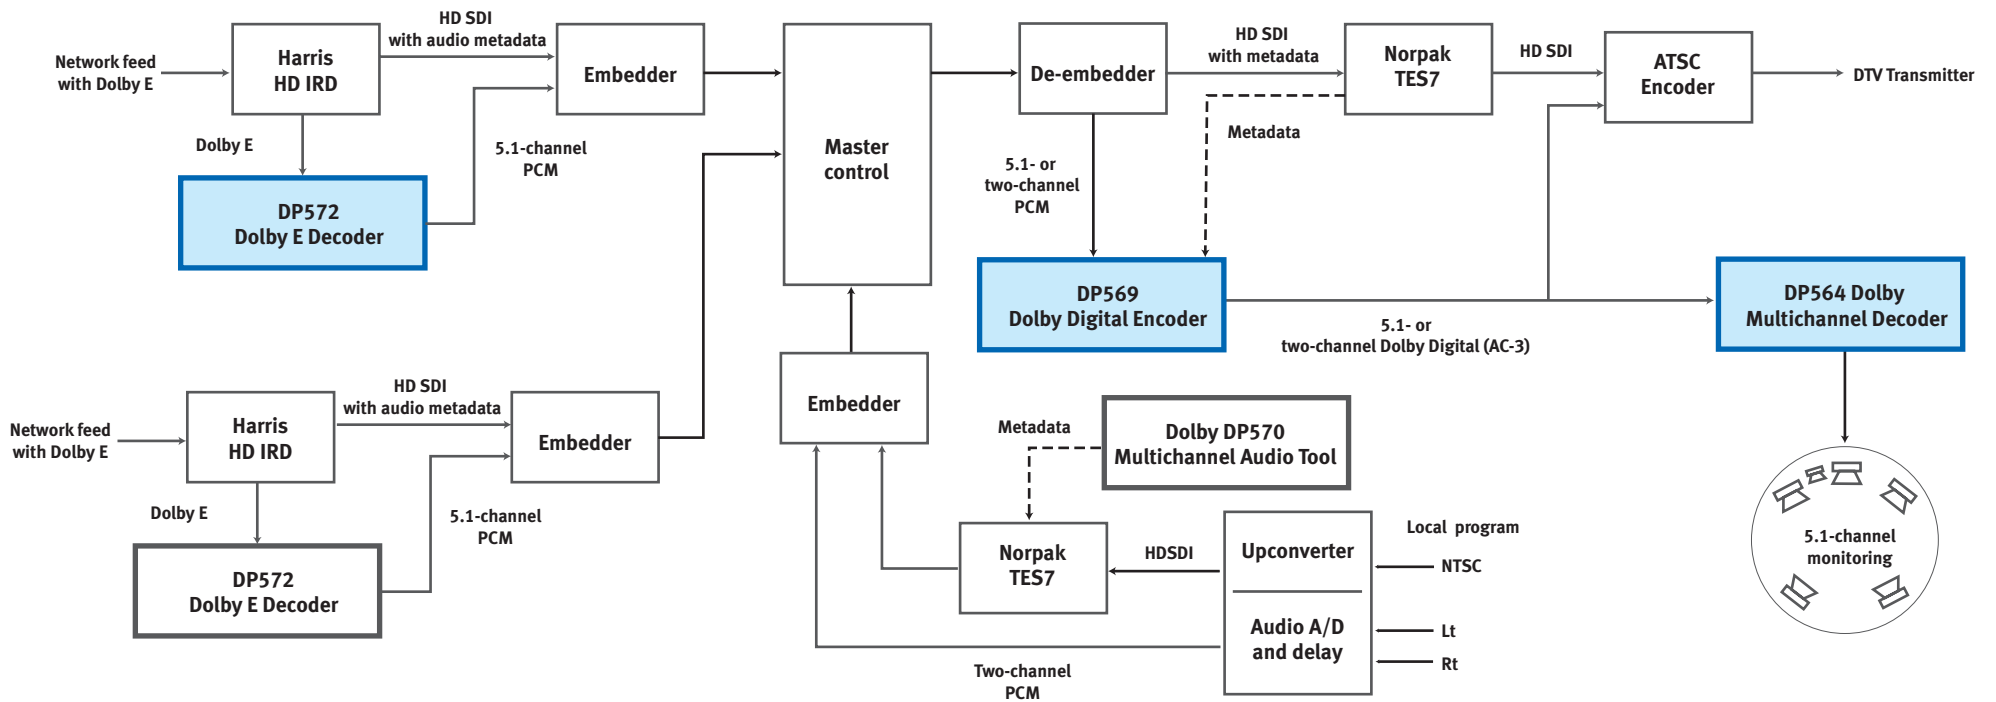 Network feed
with Dolby E
Harris
HD IRD
HD SDI
with audio metadata
Embedder
Dolby E
5.1-channel
PCM
DP572
Dolby E Decoder
Master
control
De-embedder
HD SDI
with metadata
Norpak
TES7
HD SDI
ATSC
Encoder
DTV Transmitter
Metadata
5.1- or
two-channel
PCM
DP569
Dolby Digital Encoder
5.1- or
two-channel Dolby Digital (AC-3)
DP564 Dolby
Multichannel Decoder
Network feed
with Dolby E
Harris
HD IRD
HD SDI
with audio metadata
Embedder
Dolby E
5.1-channel
PCM
DP572
Dolby E Decoder
Embedder
Metadata
Dolby DP570
Multichannel Audio Tool
Norpak
TES7
HDSDI
Upconverter
Audio A/D
and delay
Local program
NTSC
Lt
Rt
Two-channel
PCM
5.1-channel
monitoring